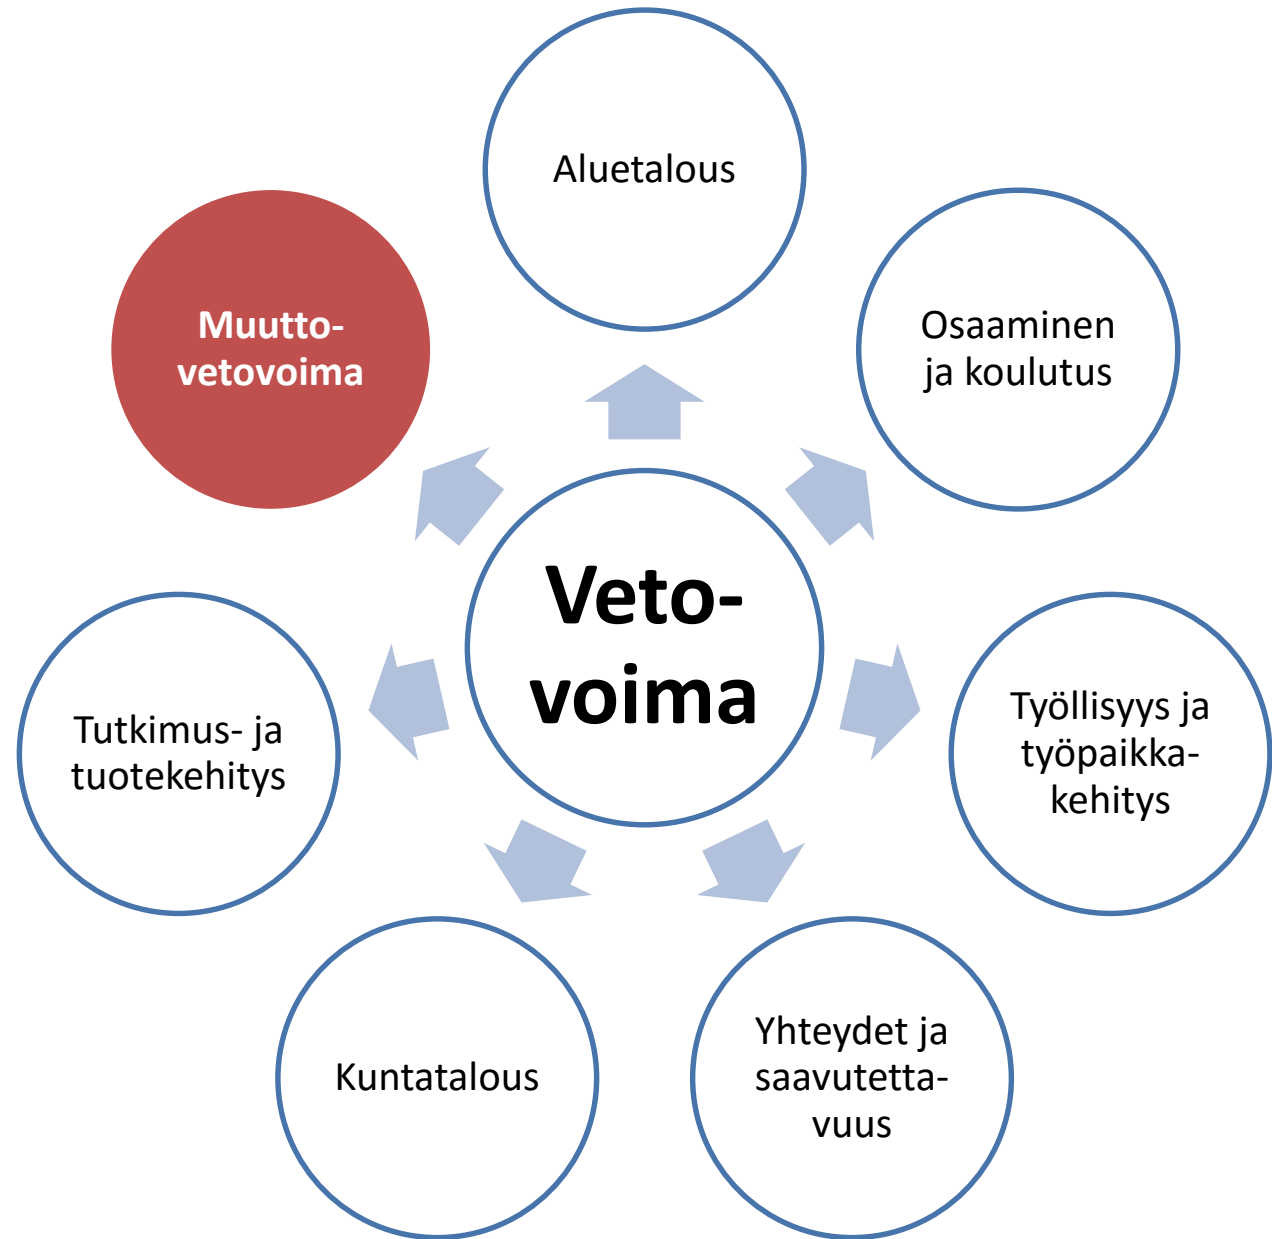 Aluetalous
Osaaminen
ja koulutus
Työllisyys ja
työpaikka-
kehitys
Yhteydet ja
saavutetta-
vuus
Kuntatalous
Tutkimus- ja
tuotekehitys
Muutto-
vetovoima
Veto-
voima